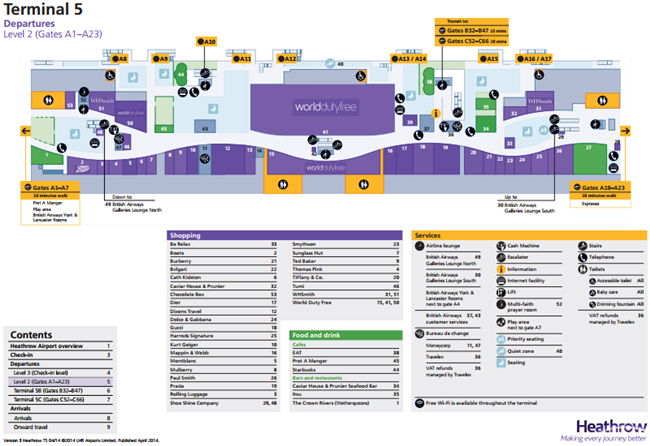 Terminal 5
Departures
Level 2 (Gates A1–A23)
A8
A9
A10
A11
A12
A13 / A14
Transit to:
Gates B32–B47 15 mins
Gates C52–C66 20 mins
A15
A16 / A17
WHSmith
worlddutyfree
WHSmith
worlddutyfree
Boots
Gates A1–A7
10 minutes walk
Pret A Manger
Play area
British Airways York &
Lancaster Rooms
Down to
49 British Airways
Galleries Lounge North
Up to
30 British Airways
Galleries Lounge South
Gates A18–A23
10 minutes walk
Espresso
Shopping
Be Relax 33
Boots 2
Burberry 21
Bvlgari 22
Cath Kidston 6
Caviar House & Prunier 32
Chocolate Box 53
Dior 17
Dixons Travel 12
Dolce & Gabbana 24
Gucci 18
Harrods Signature 25
Kurt Geiger 10
Mappin & Webb 16
Montblanc 5
Mulberry 8
Paul Smith 26
Prada 19
Rolling Luggage 3
Shoe Shine Company 29, 48
Smythson 23
Sunglass Hut 7
Ted Baker 9
Thomas Pink 4
Tiffany & Co. 20
Tumi 46
WHSmith 31, 51
World Duty Free 15, 41, 50
Food and drink
Cafés
EAT 38
Pret A Manger 45
Starbucks 44
Bars and restaurants
Caviar House & Prunier Seafood Bar 34
Itsu 35
The Crown Rivers (Wetherspoons) 1
Services
Airline lounge
British Airways 49
Galleries Lounge North
British Airways 30
Galleries Lounge South
British Airways York &
Lancaster Rooms
next to gate A4
British Airways 37, 43
customer services
Bureau de change
Moneycorp 11, 47
Travelex 36
VAT refunds 36
managed by Travelex
Cash Machine
Escalator
Information
Internet facility
Lift
Multi-faith 52
prayer room
Play area
next to gate A7
Priority seating
Quiet zone 40
Seating
Stairs
Telephone
Toilets
Accessible toilet All
Baby care All
Drinking fountain All
VAT refunds 36
managed by Travelex
Free Wi-Fi is available throughout the terminal
Contents
Heathrow Airport overview 1
Check-in 3
Departures
Level 3 (Check-in level) 4
Level 2 (Gates A1–A23) 5
Terminal 5B (Gates B32–B47) 6
Terminal 5C (Gates C52–C66) 7
Arrivals
Arrivals 8
Onward travel 9
Version 3 Heathrow T5 04/14 ©2014 LHR Airports Limited. Published April 2014.
Heathrow
Making every journey better